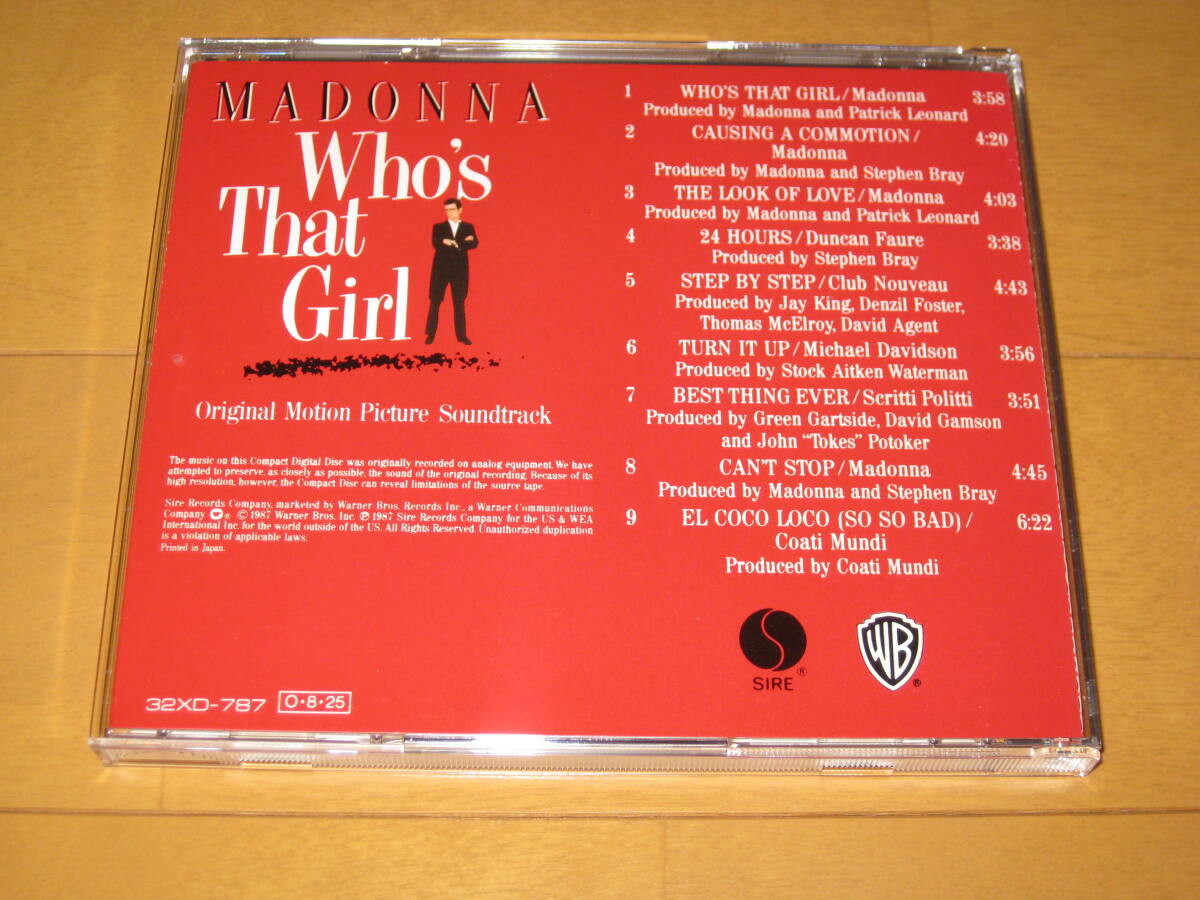 MADONNA
Who's
That
Girl
Original Motion Picture Soundtrack
The music on this Compact Digital Disc was originally recorded on analog equipment. We have
attempted to preserve, as closely as possible, the sound of the original recording. Because of its
high resolution, however, the Compact Disc can reveal limitations of the source tape.
Sire Records Company, marketed by Warner Bros. Records Inc., a Warner Communications
Company ® © 1987 Warner Bros. Inc. ℗ 1987 Sire Records Company for the US & WEA
International Inc. for the world outside of the US. All Rights Reserved. Unauthorized duplication
is a violation of applicable laws.
Printed in Japan.
32XD-787 O·8·25
1 WHO'S THAT GIRL/Madonna 3:58
Produced by Madonna and Patrick Leonard
2 CAUSING A COMMOTION/ 4:20
Madonna
Produced by Madonna and Stephen Bray
3 THE LOOK OF LOVE/Madonna 4:03
Produced by Madonna and Patrick Leonard
4 24 HOURS/Duncan Faure 3:38
Produced by Stephen Bray
5 STEP BY STEP/Club Nouveau 4:43
Produced by Jay King, Denzil Foster,
Thomas McElroy, David Agent
6 TURN IT UP/Michael Davidson 3:56
Produced by Stock Aitken Waterman
7 BEST THING EVER/Scritti Politti 3:51
Produced by Green Gartside, David Gamson
and John "Tokes" Potoker
8 CAN'T STOP/Madonna 4:45
Produced by Madonna and Stephen Bray
9 EL COCO LOCO (SO SO BAD)/ 6:22
Coati Mundi
Produced by Coati Mundi
SIRE ®
WB ®